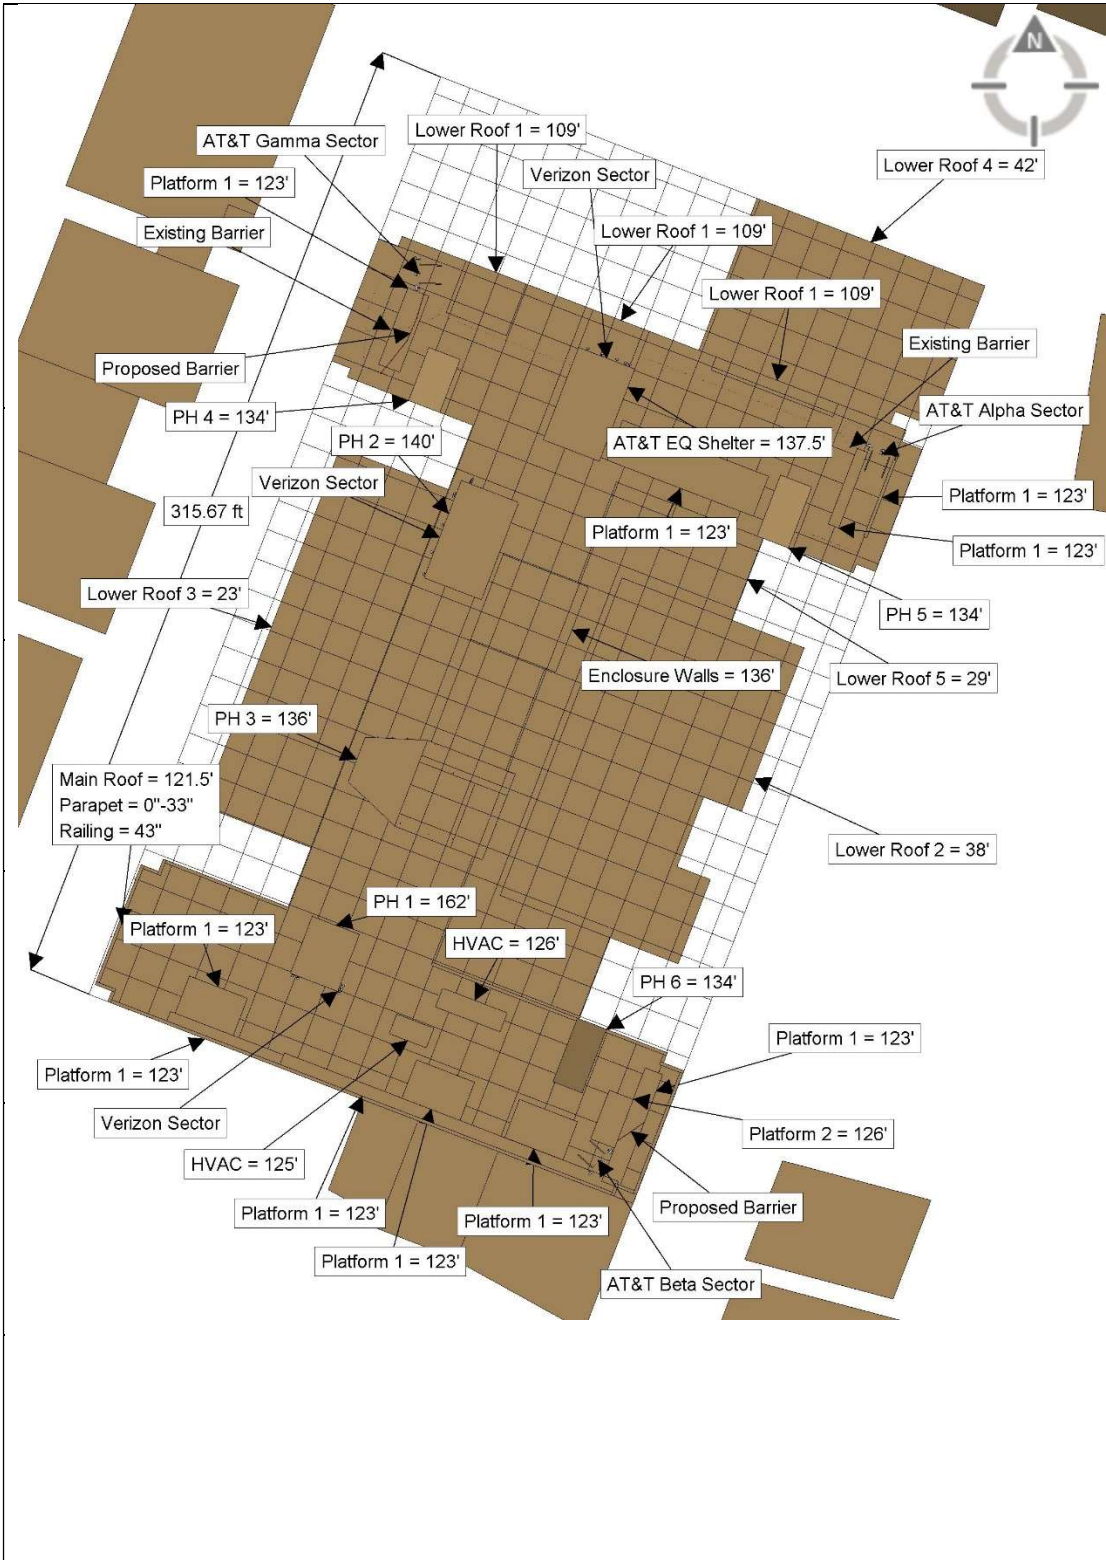 N
Lower Roof 1 = 109'
AT&T Gamma Sector
Lower Roof 4 = 42'
Verizon Sector
Platform 1 = 123'
Lower Roof 1 = 109'
Existing Barrier
Lower Roof 1 = 109'
Existing Barrier
Proposed Barrier
AT&T Alpha Sector
PH 4 = 134'
PH 2 = 140'
AT&T EQ Shelter = 137.5'
Verizon Sector
Platform 1 = 123'
315.67 ft
Platform 1 = 123'
Platform 1 = 123'
Lower Roof 3 = 23'
PH 5 = 134'
Enclosure Walls = 136'
Lower Roof 5 = 29'
PH 3 = 136'
Main Roof = 121.5'
Parapet = 0"-33"
Railing = 43"
Lower Roof 2 = 38'
PH 1 = 162'
Platform 1 = 123'
HVAC = 126'
PH 6 = 134'
Platform 1 = 123'
Platform 1 = 123'
Verizon Sector
Platform 2 = 126'
HVAC = 125'
Proposed Barrier
Platform 1 = 123'
Platform 1 = 123'
Platform 1 = 123'
AT&T Beta Sector